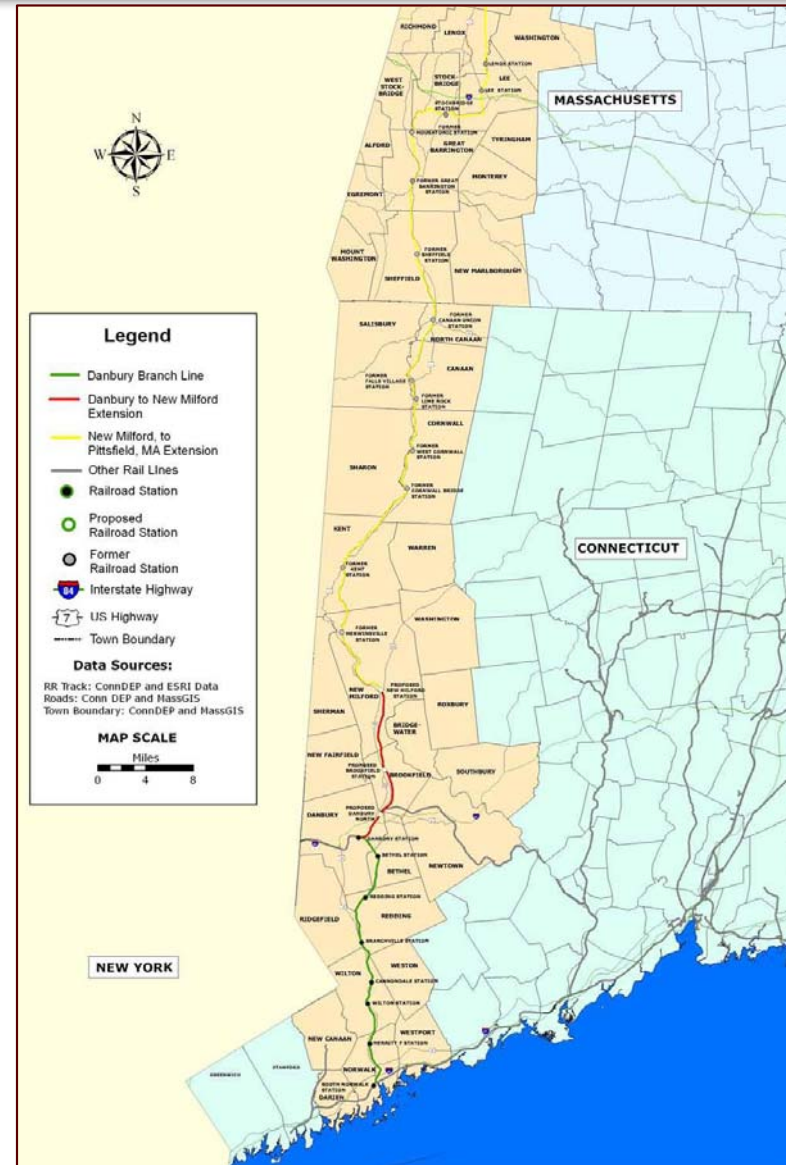 RICHMOND
LENOX
WASHINGTON
LENOX STATION
WEST
STOCK-
BRIDGE
STOCK-
BRIDGE
LEE
LEE STATION
STOCKBRIDGE
STATION
MASSACHUSETTS
FORMER
HOUSATONIC STATION
GREAT
BARRINGTON
TYRINGHAM
ALFORD
MONTEREY
FORMER GREAT
BARRINGTON
STATION
EGREMONT
MOUNT
WASHINGTON
FORMER
SHEFFIELD
STATION
SHEFFIELD
NEW MARLBOROUGH
N
W
E
S
Legend
Danbury Branch Line
Danbury to New Milford
Extension
New Milford, to
Pittsfield, MA Extension
Other Rail Lines
Railroad Station
Proposed
Railroad Station
Former
Railroad Station
84
Interstate Highway
7
US Highway
Town Boundary
Data Sources:
RR Track: ConnDEP and ESRI Data
Roads: Conn DEP and MassGIS
Town Boundary: ConnDEP and MassGIS
MAP SCALE
Miles
0 4 8
SALISBURY
FORMER
CANAAN UNION
STATION
NORTH CANAAN
CANAAN
FORMER
FALLS VILLAGE
STATION
FORMER
LIME ROCK
STATION
CORNWALL
FORMER
WEST CORNWALL
STATION
SHARON
FORMER
CORNWALL BRIDGE
STATION
KENT
WARREN
FORMER
KENT
STATION
CONNECTICUT
WASHINGTON
FORMER
MERWINSVILLE
STATION
NEW
MILFORD
PROPOSED
NEW MILFORD
STATION
ROXBURY
SHERMAN
BRIDGE-
WATER
NEW FAIRFIELD
PROPOSED
BROOKFIELD
STATION
BROOKFIELD
SOUTHBURY
DANBURY
PROPOSED
DANBURY
NORTH
DANBURY STATION
BETHEL STATION
BETHEL
NEWTOWN
REDDING STATION
RIDGEFIELD
REDDING
BRANCHVILLE STATION
NEW YORK
WILTON
WESTON
CANNONDALE STATION
WILTON STATION
NEW CANAAN
WESTPORT
MERRITT 7 STATION
GREENWICH
STAMFORD
NORWALK
SOUTH NORWALK
STATION
DARIEN